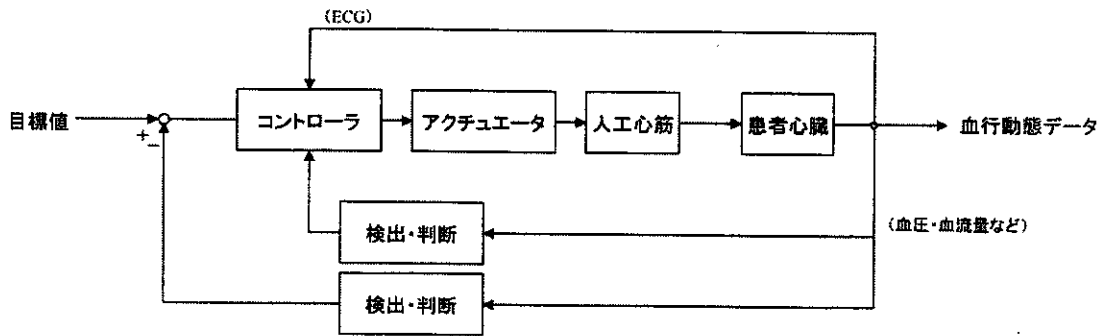 (ECG)
目標値
+
−
コントローラ
アクチュエータ
人工心筋
患者心臓
血行動態データ
(血圧・血流量など)
検出・判断
検出・判断